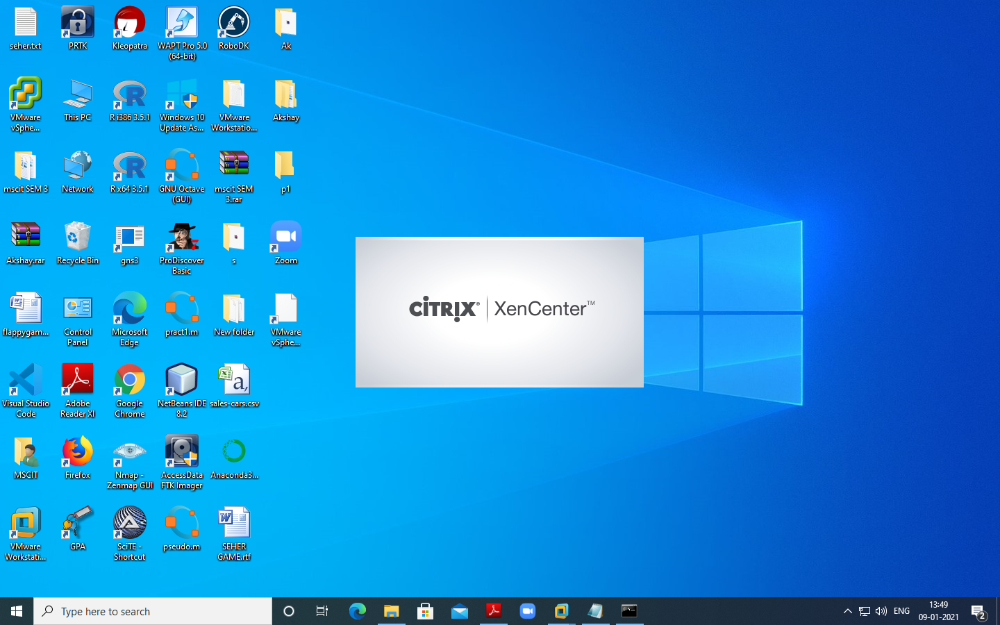 seher.txt
PRTK
Kleopatra
WAPT Pro 5.0
(64-bit)
RoboDK
Ak
VMware
vSphe...
This PC
R i386 3.5.1
Windows 10
Update As...
VMware
Workstatio...
Akshay
mscit SEM 3
Network
R x64 3.5.1
GNU Octave
(GUI)
mscit SEM
3.rar
p1
Akshay.rar
Recycle Bin
gns3
ProDiscover
Basic
s
Zoom
CITRIX® XenCenter™
flappygam...
Control
Panel
Microsoft
Edge
pract1.m
New folder
VMware
vSphe...
Visual Studio
Code
Adobe
Reader XI
Google
Chrome
NetBeans IDE
8.2
a,
sales-cars.csv
MSCIT
Firefox
Nmap -
Zenmap GUI
AccessData
FTK Imager
Anaconda3...
VMware
Workstati...
GPA
SciTE -
Shortcut
pseudo.m
SEHER
GAME.rtf
Type here to search
ENG
13:49
09-01-2021
2